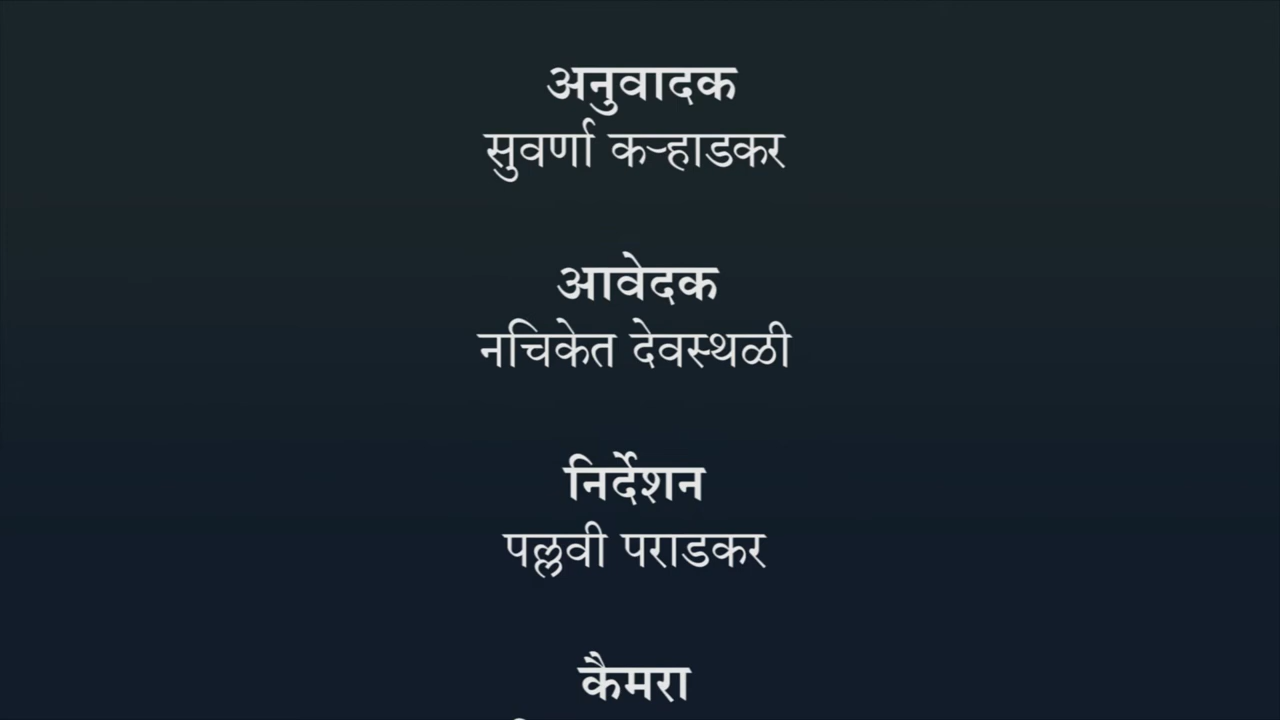 अनुवादक
सुवर्णा कऱ्हाडकर
आवेदक
नचिकेत देवस्थळी
निर्देशन
पल्लवी पराडकर
कैमरा